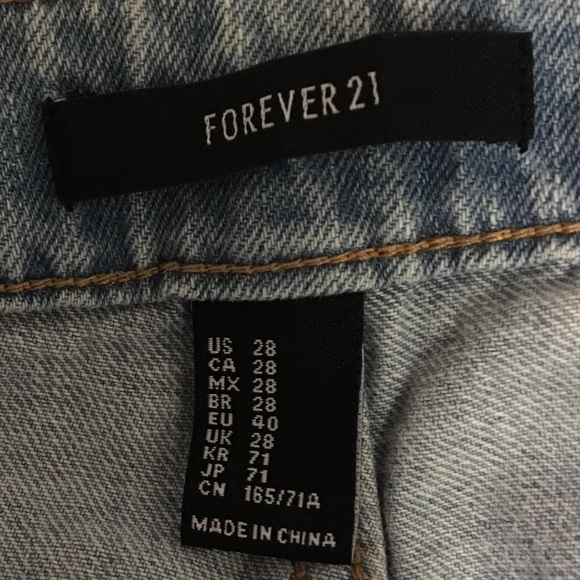 FOREVER 21
US 28
CA 28
MX 28
BR 28
EU 40
UK 28
KR 71
JP 71
CN 165/71A
MADE IN CHINA